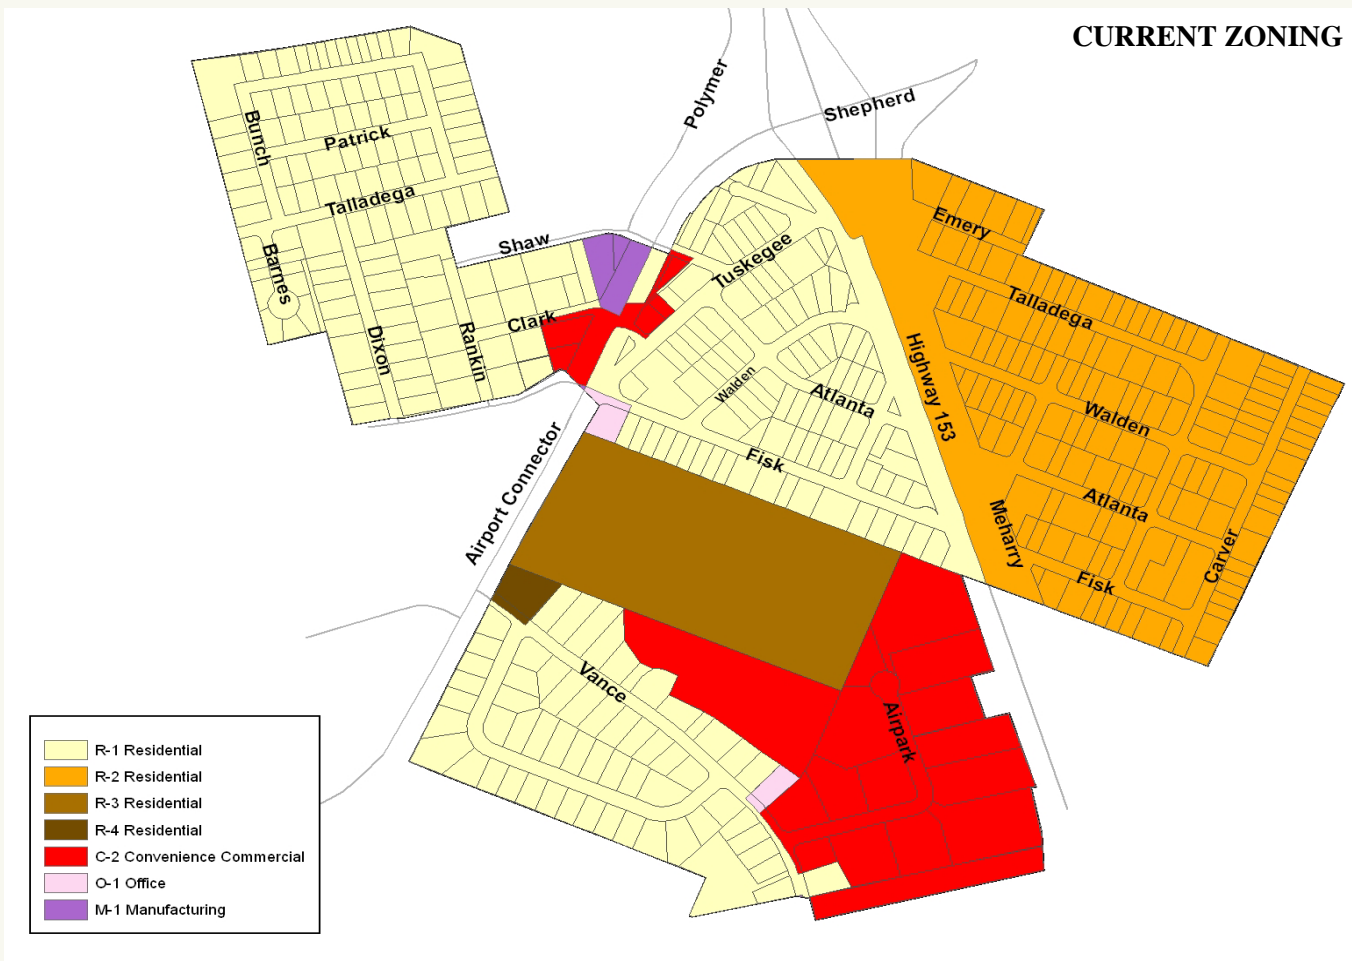 CURRENT ZONING
Polymer
Shepherd
Bunch
Patrick
Talladega
Barnes
Shaw
Tuskegee
Emery
Talladega
Dixon
Rankin
Clark
Highway 153
Walden
Atlanta
Walden
Airport Connector
Fisk
Atlanta
Meharry
Carver
Fisk
Vance
Airpark
R-1 Residential
R-2 Residential
R-3 Residential
R-4 Residential
C-2 Convenience Commercial
O-1 Office
M-1 Manufacturing